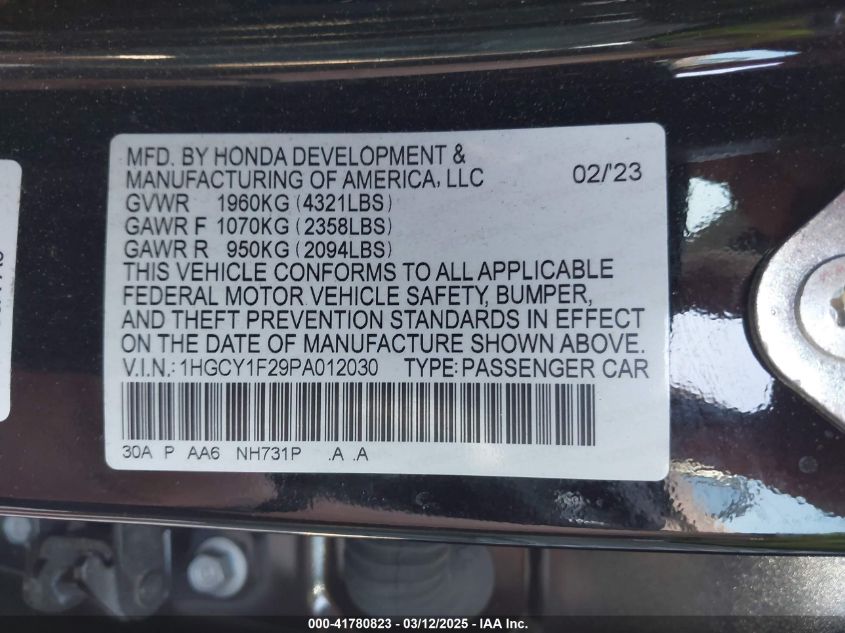 MFD. BY HONDA DEVELOPMENT &
MANUFACTURING OF AMERICA, LLC 02/'23
GVWR 1960KG (4321LBS)
GAWR F 1070KG (2358LBS)
GAWR R 950KG (2094LBS)
THIS VEHICLE CONFORMS TO ALL APPLICABLE
FEDERAL MOTOR VEHICLE SAFETY, BUMPER,
AND THEFT PREVENTION STANDARDS IN EFFECT
ON THE DATE OF MANUFACTURE SHOWN ABOVE.
V.I.N.: 1HGCY1F29PA012030 TYPE: PASSENGER CAR
30A P AA6 NH731P .A .A
000--41780823 - 03/12/2025 - IAA Inc.